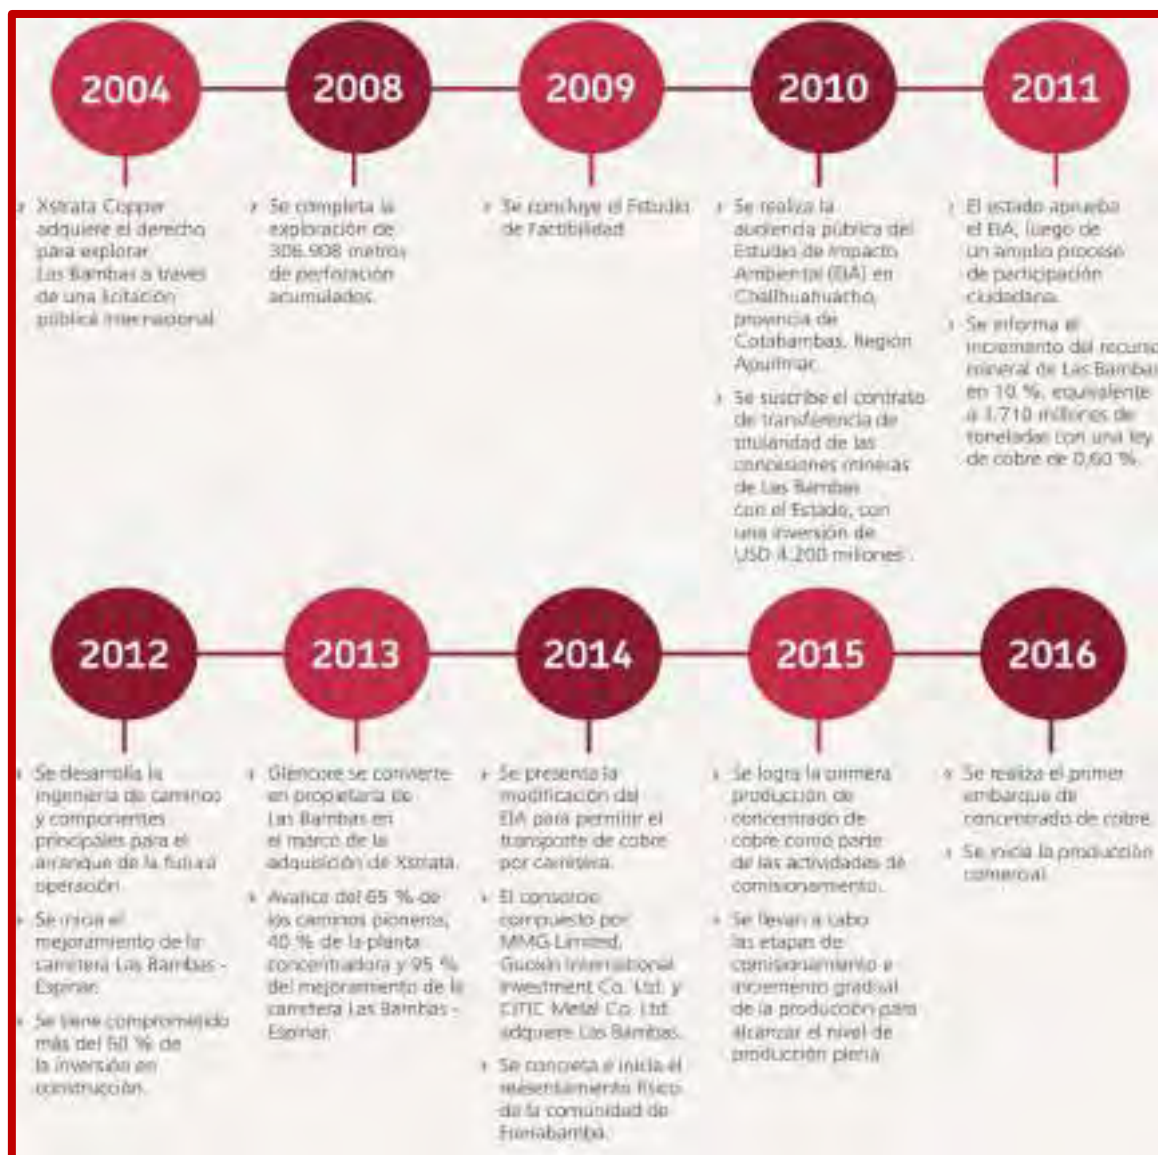 2004
› Xstrata Copper
adquiere el derecho
para explorar
Las Bambas a través
de una licitación
pública internacional
2008
› Se completa la
exploración de
306.908 metros
de perforación
acumulados.
2009
› Se concluye el Estudio
de Factibilidad
2010
› Se realiza la
audiencia pública del
Estudio de Impacto
Ambiental (EIA) en
Challhuahuacho,
provincia de
Cotabambas, Región
Apurímac.
› Se suscribe el contrato
de transferencia de
titularidad de las
concesiones mineras
de Las Bambas
con el Estado, con
una inversión de
USD 4.200 millones .
2011
› El estado aprueba
el EIA, luego de
un amplio proceso
de participación
ciudadana.
› Se informa el
incremento del recurso
mineral de Las Bambas
en 10 %, equivalente
a 1.710 millones de
toneladas con una ley
de cobre de 0,60 %.
2012
› Se desarrolla la
ingeniería de caminos
y componentes
principales para el
arranque de la futura
operación.
› Se inicia el
mejoramiento de la
carretera Las Bambas -
Espinar.
› Se tiene comprometido
más del 50 % de
la inversión en
construcción.
2013
› Glencore se convierte
en propietaria de
Las Bambas en
el marco de la
adquisición de Xstrata.
› Avance del 65 % de
los caminos pioneros,
40 % de la planta
concentradora y 95 %
del mejoramiento de la
carretera Las Bambas -
Espinar.
2014
› Se presenta la
modificación del
EIA para permitir el
transporte de cobre
por carretera.
› El consorcio
compuesto por
MMG Limited,
Guoxin International
Investment Co. Ltd. y
CITIC Metal Co. Ltd.
adquiere Las Bambas.
› Se concreta e inicia el
reasentamiento físico
de la comunidad de
Fuerabamba.
2015
› Se logra la primera
producción de
concentrado de
cobre como parte
de las actividades de
comisionamiento.
› Se llevan a cabo
las etapas de
comisionamiento e
incremento gradual
de la producción para
alcanzar el nivel de
producción plena
2016
› Se realiza el primer
embarque de
concentrado de cobre.
› Se inicia la producción
comercial